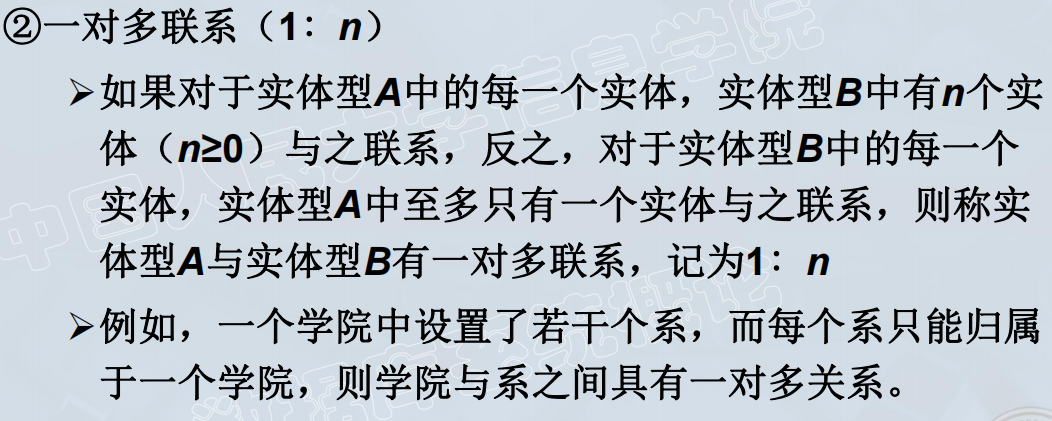 ②一对多联系（1：n）
➢如果对于实体型A中的每一个实体，实体型B中有n个实
体（n≥0）与之联系，反之，对于实体型B中的每一个
实体，实体型A中至多只有一个实体与之联系，则称实
体型A与实体型B有一对多联系，记为1：n
➢例如，一个学院中设置了若干个系，而每个系只能归属
于一个学院，则学院与系之间具有一对多关系。